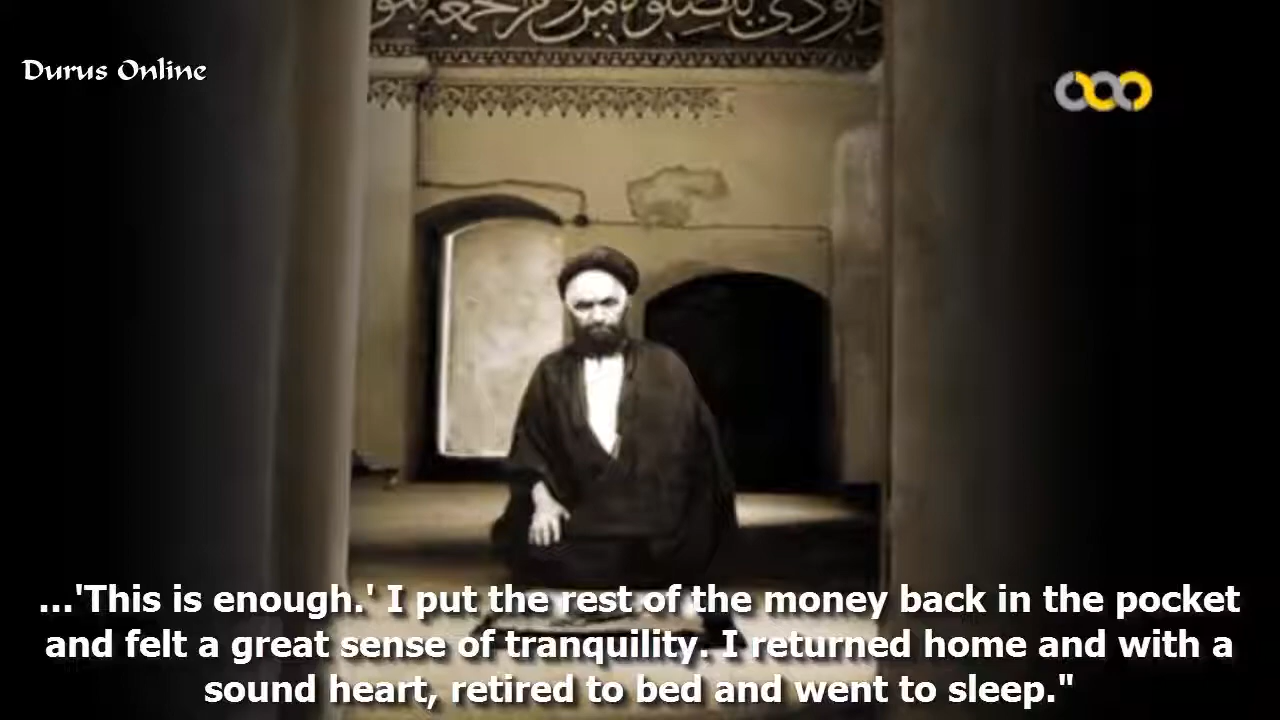 Durus Online
...'This is enough.' I put the rest of the money back in the pocket
and felt a great sense of tranquility. I returned home and with a
sound heart, retired to bed and went to sleep."